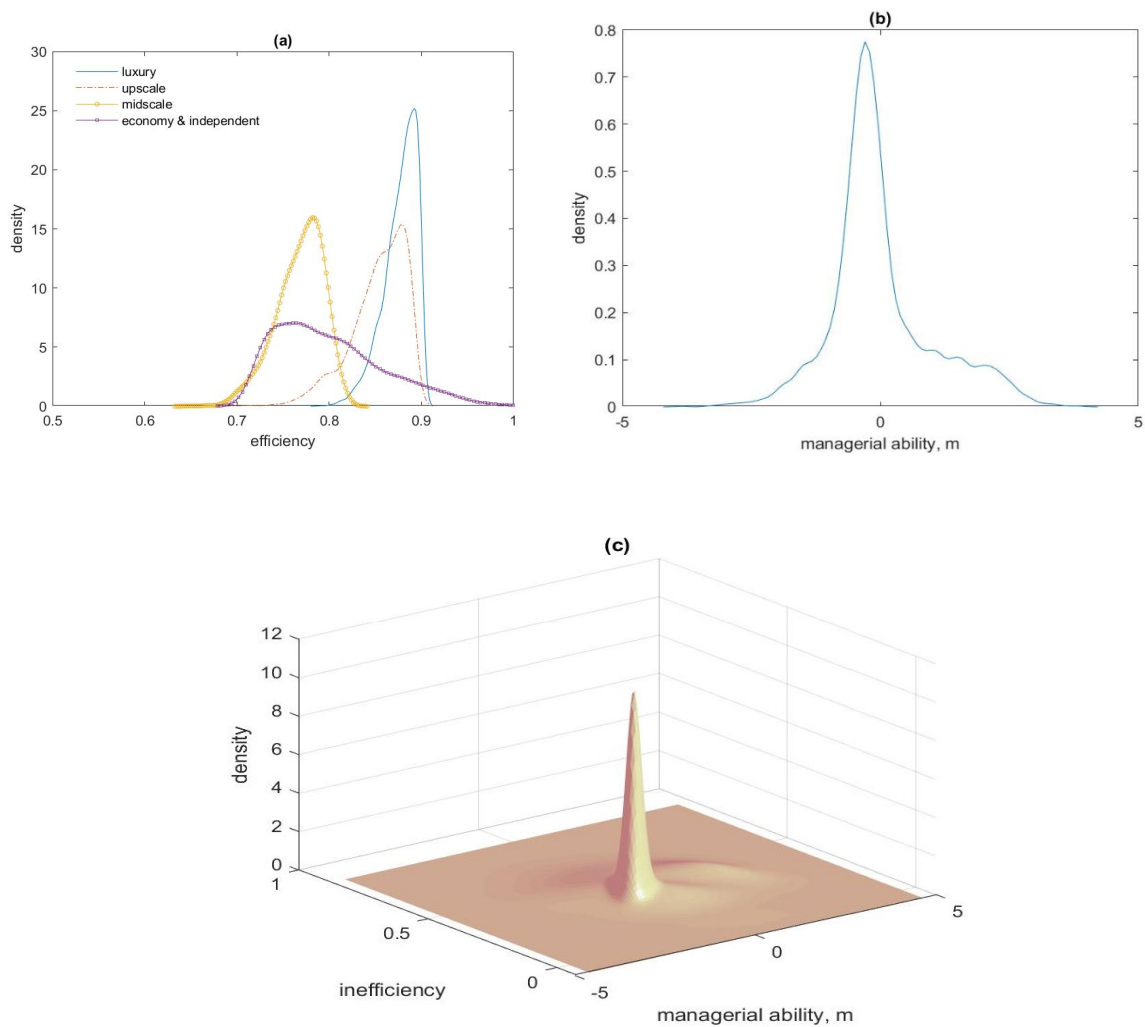 (a)
30
25
20
15
10
5
0
density
luxury
upscale
midscale
economy & independent
0.5 0.6 0.7 0.8 0.9 1
efficiency
(b)
0.8
0.7
0.6
0.5
0.4
0.3
0.2
0.1
0
density
-5 0 5
managerial ability, m
(c)
12
10
8
6
4
2
0
density
1
0.5
0
inefficiency
-5
0
5
managerial ability, m